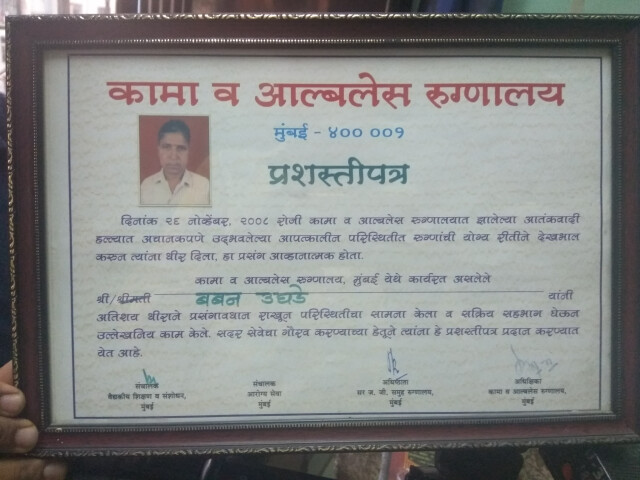 कामा व आल्बलेस रुग्णालय
मुंबई - ४०० ००१
प्रशस्तीपत्र
दिनांक २६ नोव्हेंबर, २००८ रोजी कामा व आल्बलेस रुग्णालयात झालेल्या आतंकवादी
हल्ल्यात अचानकपणे उद्भवलेल्या आपत्कालीन परिस्थितीत रुग्णांची योग्य रीतीने देखभाल
करुन त्यांना धीर दिला, हा प्रसंग आव्हानात्मक होता.
कामा व आल्बलेस रुग्णालय, मुंबई येथे कार्यरत असलेले
श्री/श्रीमती बबन उघडे यांनी
अतिशय धीराने प्रसंगावधान राखून परिस्थितीचा सामना केला व सक्रिय सहभाग घेऊन
उल्लेखनिय काम केले. सदर सेवेचा गौरव करण्याच्या हेतूने त्यांना हे प्रशस्तीपत्र प्रदान करण्यात
येत आहे.
संचालक
वैद्यकीय शिक्षण व संशोधन,
मुंबई
संचालक
आरोग्य सेवा
मुंबई
अधिष्ठाता
सर ज. जी. समुह रुग्णालय,
मुंबई
अधिक्षिका
कामा व आल्बलेस रुग्णालय,
मुंबई